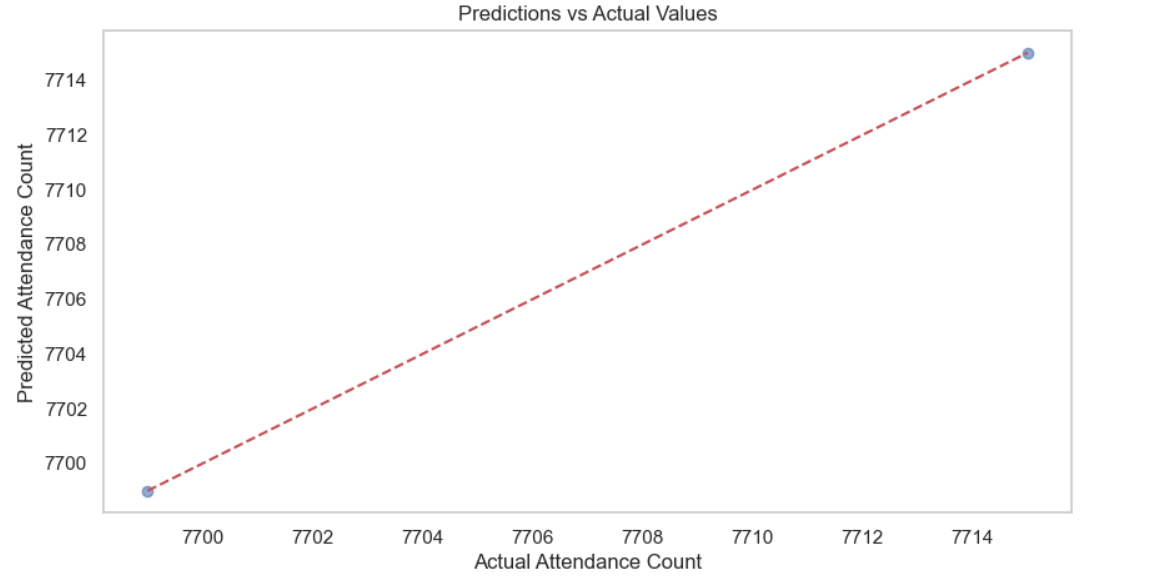 Predictions vs Actual Values
Predicted Attendance Count
7714
7712
7710
7708
7706
7704
7702
7700
7700 7702 7704 7706 7708 7710 7712 7714
Actual Attendance Count